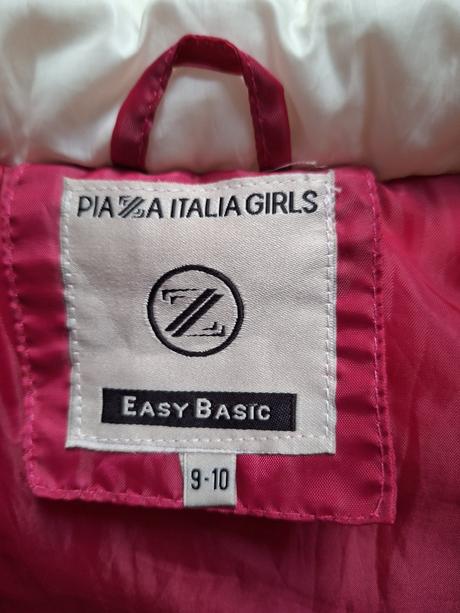 PIAZZA ITALIA GIRLS
Z
EASY BASIC
9-10